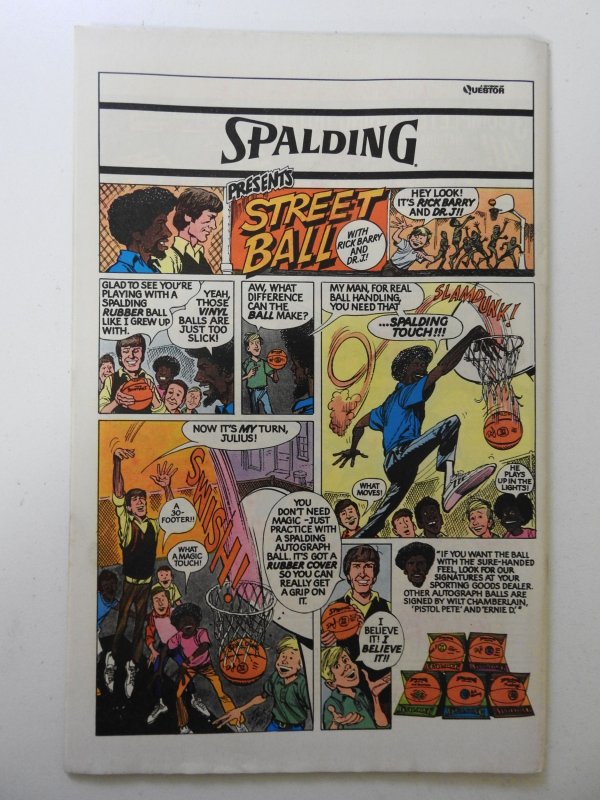 A DIVISION OF
QUESTOR
SPALDING
PRESENTS
STREET
BALL
WITH
RICK BARRY
AND
DR. J!
HEY LOOK!
IT'S RICK BARRY
AND DR. J!!
GLAD TO SEE YOU'RE
PLAYING WITH A
SPALDING
RUBBER BALL
LIKE I GREW UP
WITH.
YEAH,
THOSE
VINYL
BALLS ARE
JUST TOO
SLICK!
AW, WHAT
DIFFERENCE
CAN THE
BALL MAKE?
MY MAN, FOR REAL
BALL HANDLING,
YOU NEED THAT
...SPALDING
TOUCH!!!
SLAMDUNK!
WHAT
MOVES!
HE
PLAYS
UP IN THE
LIGHTS!
NOW IT'S MY TURN,
JULIUS!
A
30-
FOOTER!!
WHAT
A MAGIC
TOUCH!
SWISH!
YOU
DON'T NEED
MAGIC - JUST
PRACTICE WITH
A SPALDING
AUTOGRAPH
BALL. IT'S GOT A
RUBBER COVER
SO YOU CAN
REALLY GET
A GRIP ON
IT.
I
BELIEVE
IT! I
BELIEVE
IT!!
"IF YOU WANT THE BALL
WITH THE SURE-HANDED
FEEL, LOOK FOR OUR
SIGNATURES AT YOUR
SPORTING GOODS DEALER.
OTHER AUTOGRAPH BALLS ARE
SIGNED BY WILT CHAMBERLAIN,
'PISTOL PETE' AND 'ERNIE D.'"